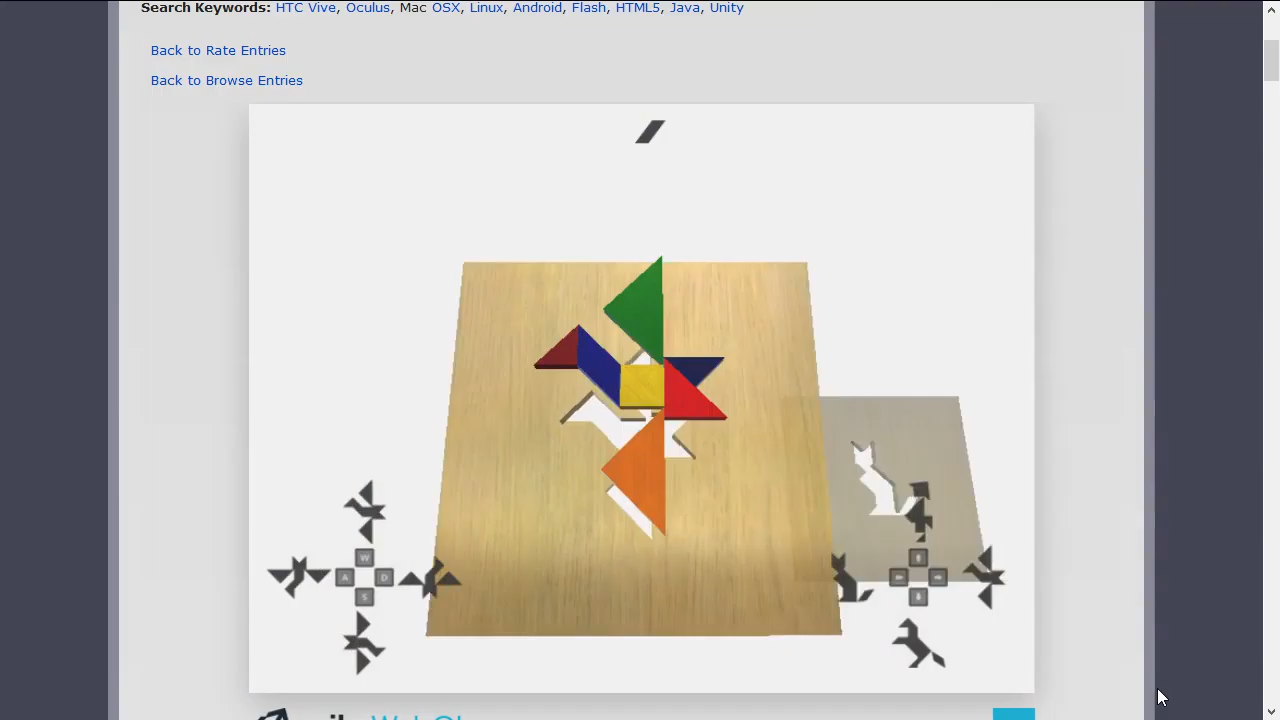 Search Keywords: HTC Vive, Oculus, Mac OSX, Linux, Android, Flash, HTML5, Java, Unity
Back to Rate Entries
Back to Browse Entries
W
A D
S